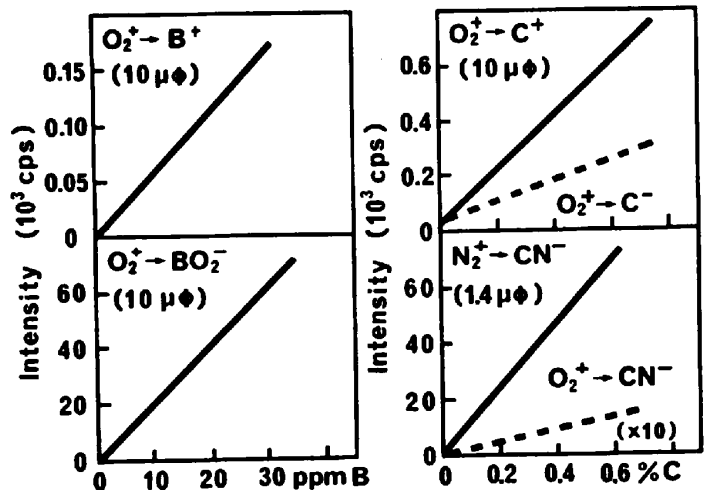 O₂⁺→B⁺
(10 μΦ)
0.15
0.10
0.05
0
Intensity (10³ cps)
O₂⁺→BO₂⁻
(10 μΦ)
60
40
20
0
0 10 20 30 ppm B
O₂⁺→C⁺
(10 μΦ)
0.6
0.4
0.2
0
O₂⁺→C⁻
Intensity (10³ cps)
N₂⁺→CN⁻
(1.4 μΦ)
60
40
20
0
O₂⁺→CN⁻
(×10)
0 0.2 0.4 0.6 %C